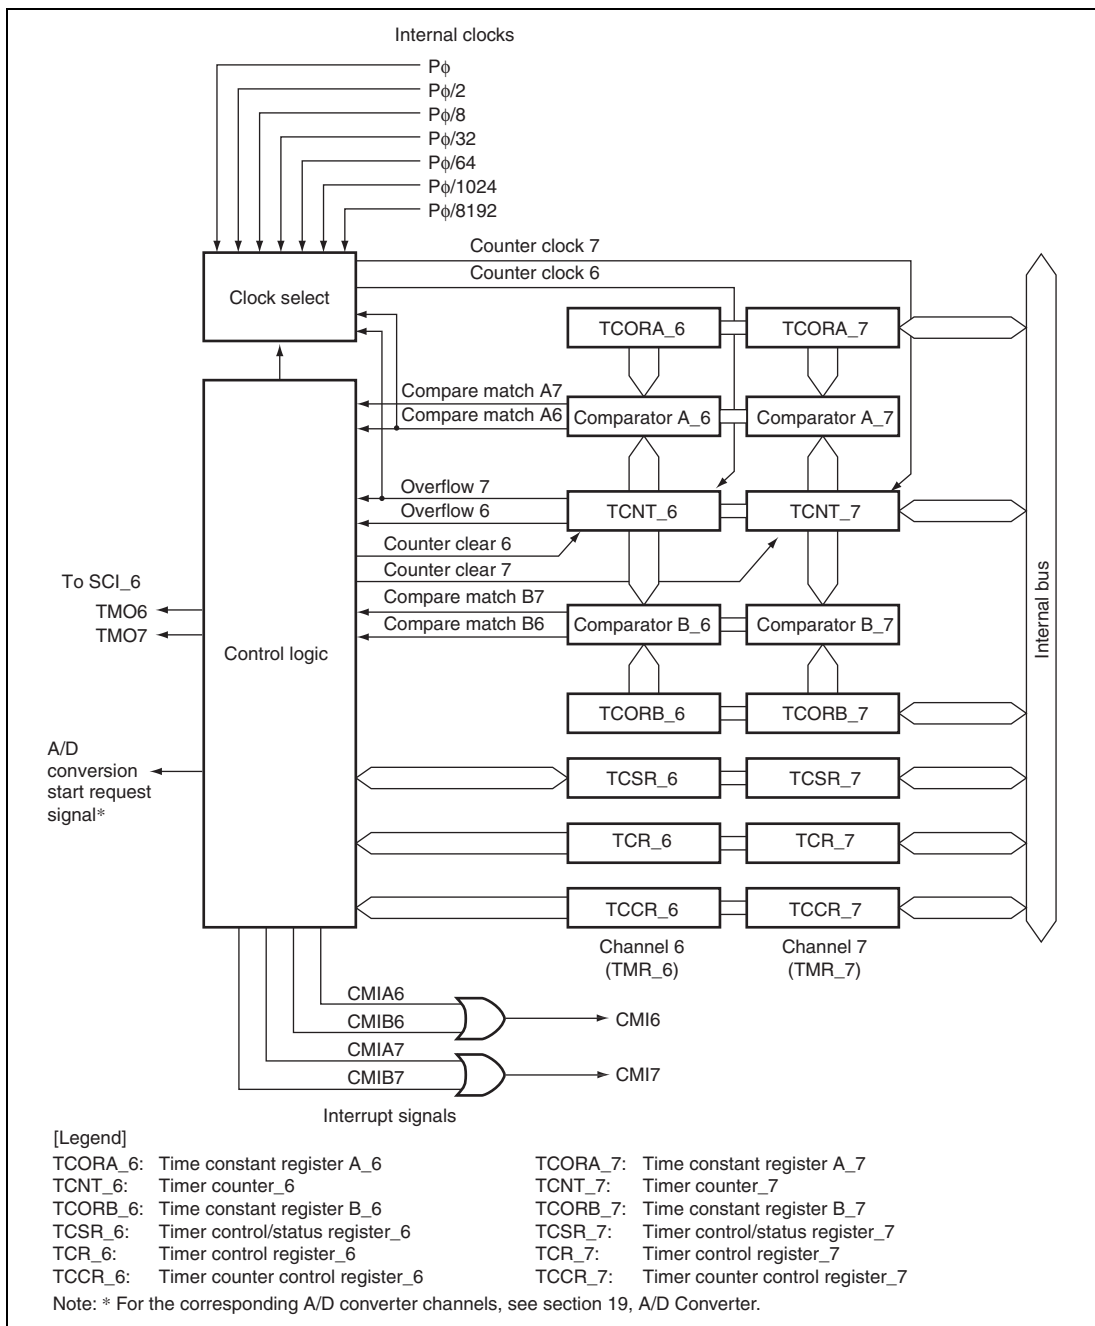 Internal clocks
Pϕ
Pϕ/2
Pϕ/8
Pϕ/32
Pϕ/64
Pϕ/1024
Pϕ/8192
Counter clock 7
Counter clock 6
Clock select
TCORA_6
TCORA_7
Compare match A7
Compare match A6
Comparator A_6
Comparator A_7
Overflow 7
Overflow 6
TCNT_6
TCNT_7
Counter clear 6
Counter clear 7
To SCI_6
TMO6
TMO7
Compare match B7
Compare match B6
Comparator B_6
Comparator B_7
Control logic
Internal bus
TCORB_6
TCORB_7
A/D
conversion
start request
signal*
TCSR_6
TCSR_7
TCR_6
TCR_7
TCCR_6
TCCR_7
Channel 6
(TMR_6)
Channel 7
(TMR_7)
CMIA6
CMIB6
CMI6
CMIA7
CMIB7
CMI7
Interrupt signals
[Legend]
TCORA_6: Time constant register A_6
TCORA_7: Time constant register A_7
TCNT_6: Timer counter_6
TCNT_7: Timer counter_7
TCORB_6: Time constant register B_6
TCORB_7: Time constant register B_7
TCSR_6: Timer control/status register_6
TCSR_7: Timer control/status register_7
TCR_6: Timer control register_6
TCR_7: Timer control register_7
TCCR_6: Timer counter control register_6
TCCR_7: Timer counter control register_7
Note: * For the corresponding A/D converter channels, see section 19, A/D Converter.